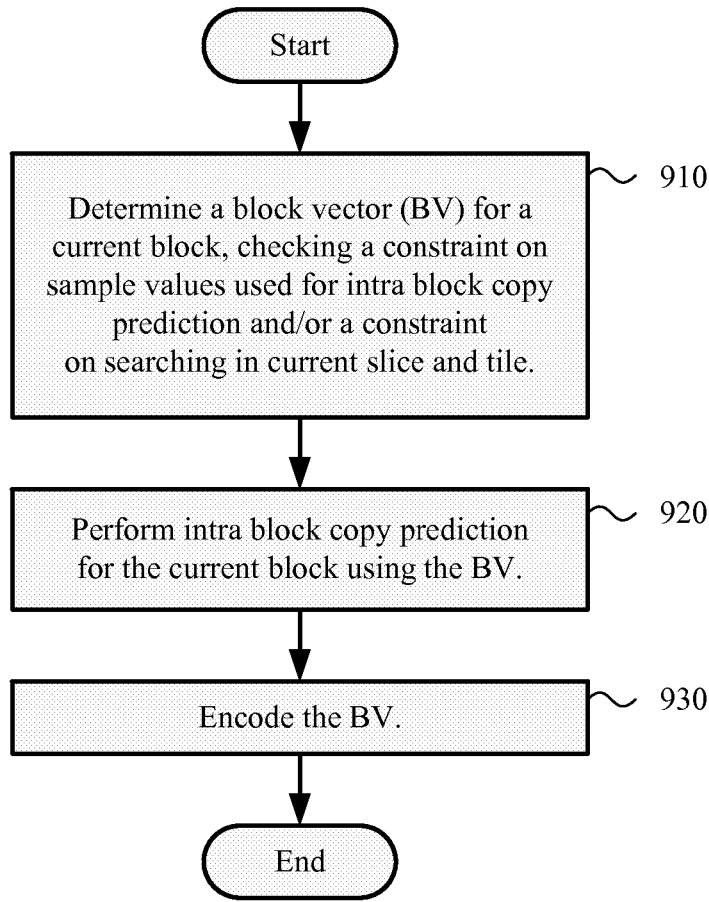 Start
910
Determine a block vector (BV) for a
current block, checking a constraint on
sample values used for intra block copy
prediction and/or a constraint
on searching in current slice and tile.
920
Perform intra block copy prediction
for the current block using the BV.
930
Encode the BV.
End